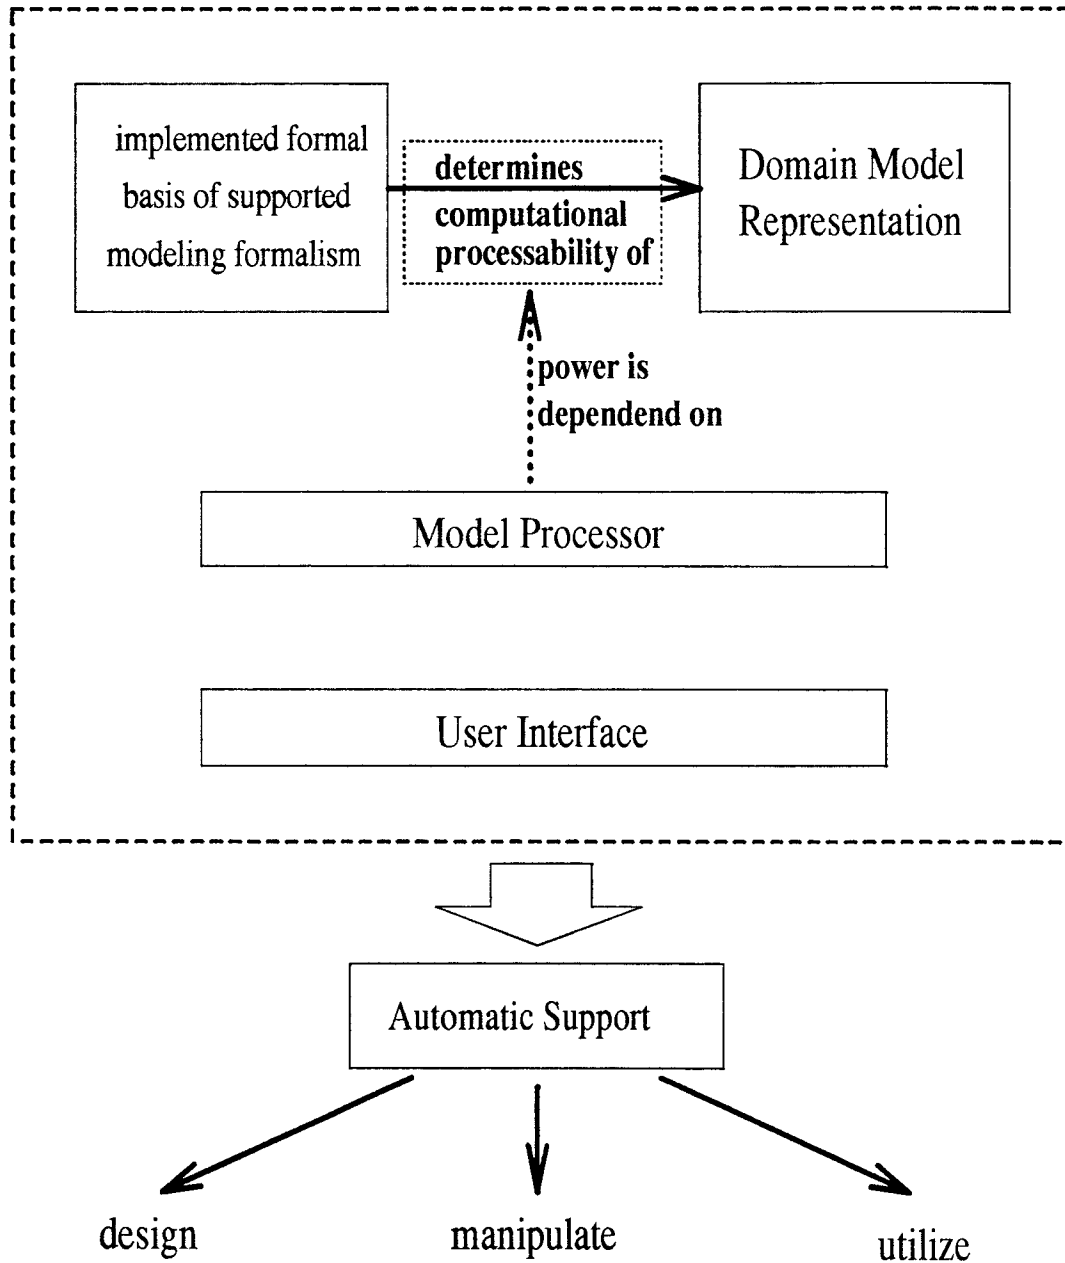 implemented formal
basis of supported
modeling formalism
determines
computational
processability of
Domain Model
Representation
power is
dependend on
Model Processor
User Interface
Automatic Support
design
manipulate
utilize